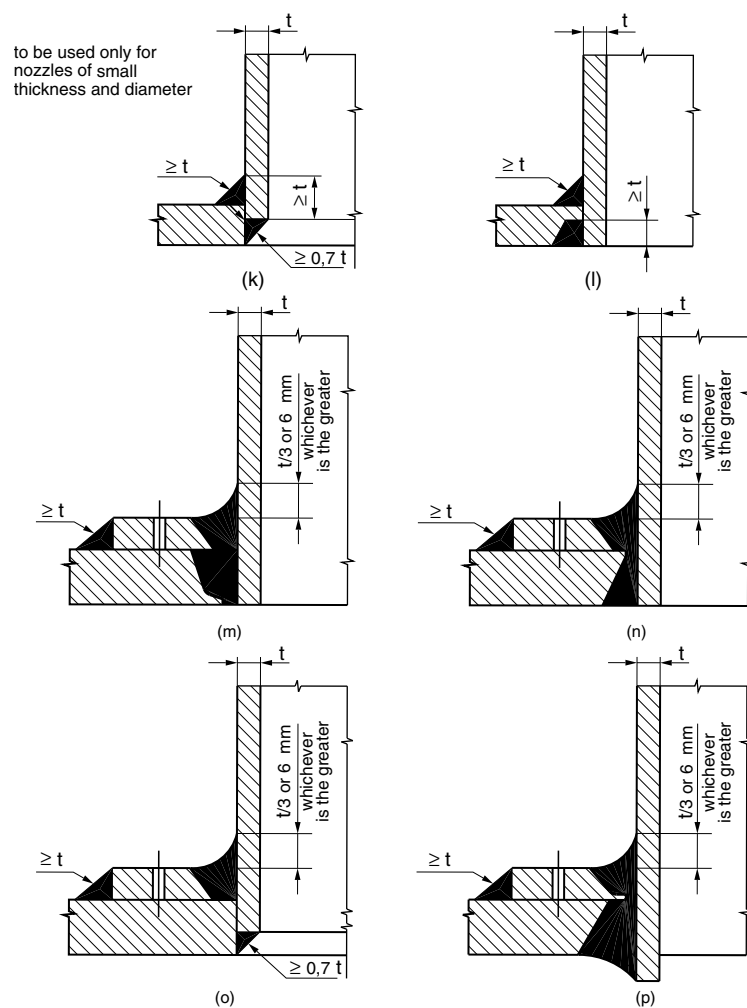 to be used only for
nozzles of small
thickness and diameter
t
≥ t
≥ t
≥ 0,7 t
(k)
t
≥ t
≥ t
(l)
t
t/3 or 6 mm
whichever
is the greater
≥ t
(m)
t
t/3 or 6 mm
whichever
is the greater
≥ t
(n)
t
t/3 or 6 mm
whichever
is the greater
≥ t
≥ 0,7 t
(o)
t
t/3 or 6 mm
whichever
is the greater
≥ t
(p)